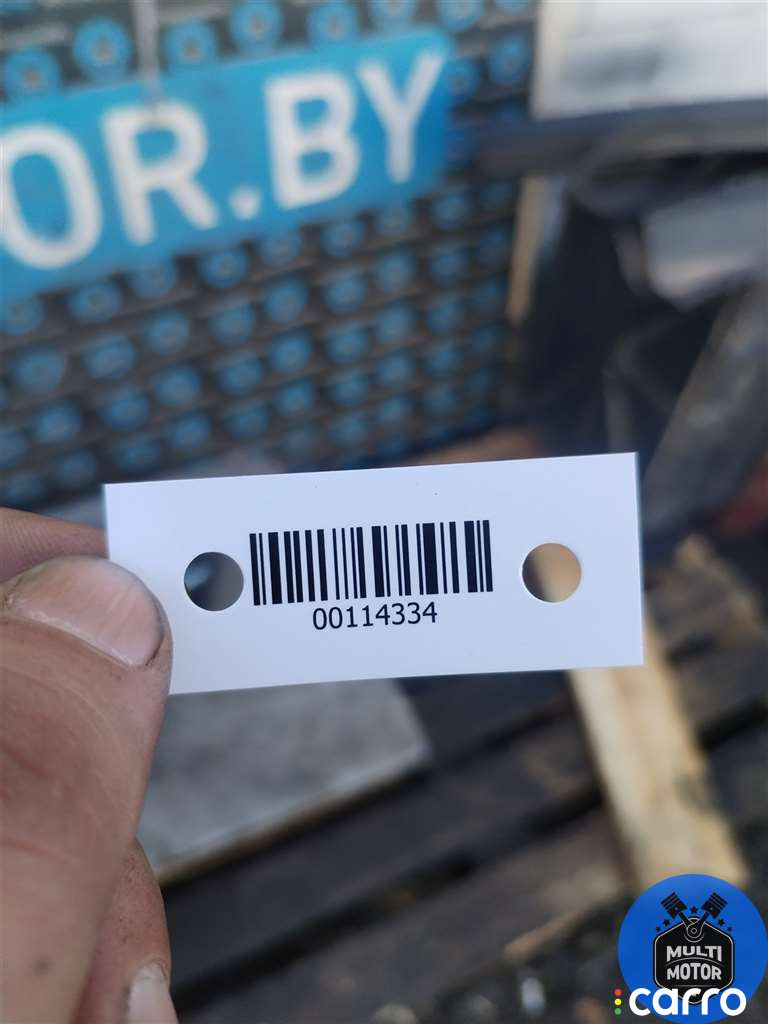 OR.BY
00114334
MULTI
MOTOR
carro